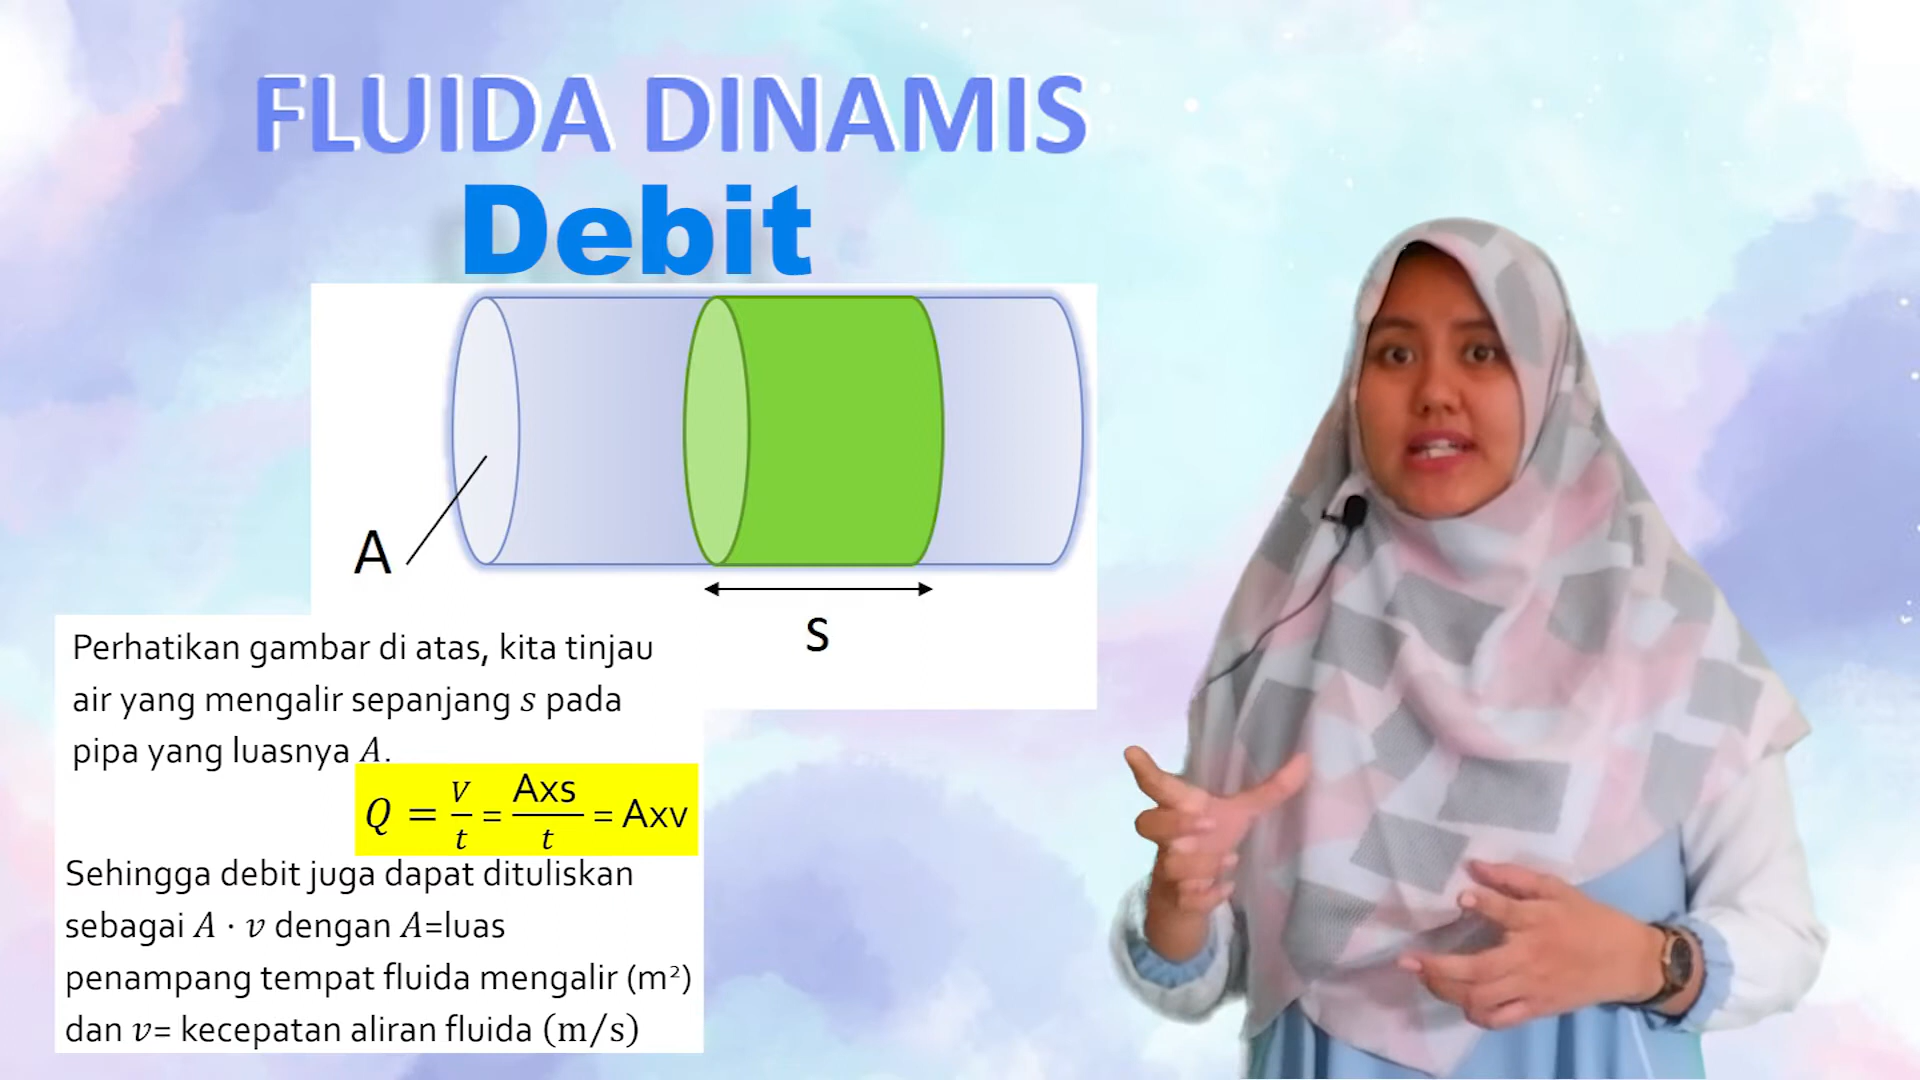 FLUIDA DINAMIS
Debit
A
S
Perhatikan gambar di atas, kita tinjau
air yang mengalir sepanjang s pada
pipa yang luasnya A.
Q = V/t = Axs/t = Axv
Sehingga debit juga dapat dituliskan
sebagai A · v dengan A=luas
penampang tempat fluida mengalir (m²)
dan v= kecepatan aliran fluida (m/s)